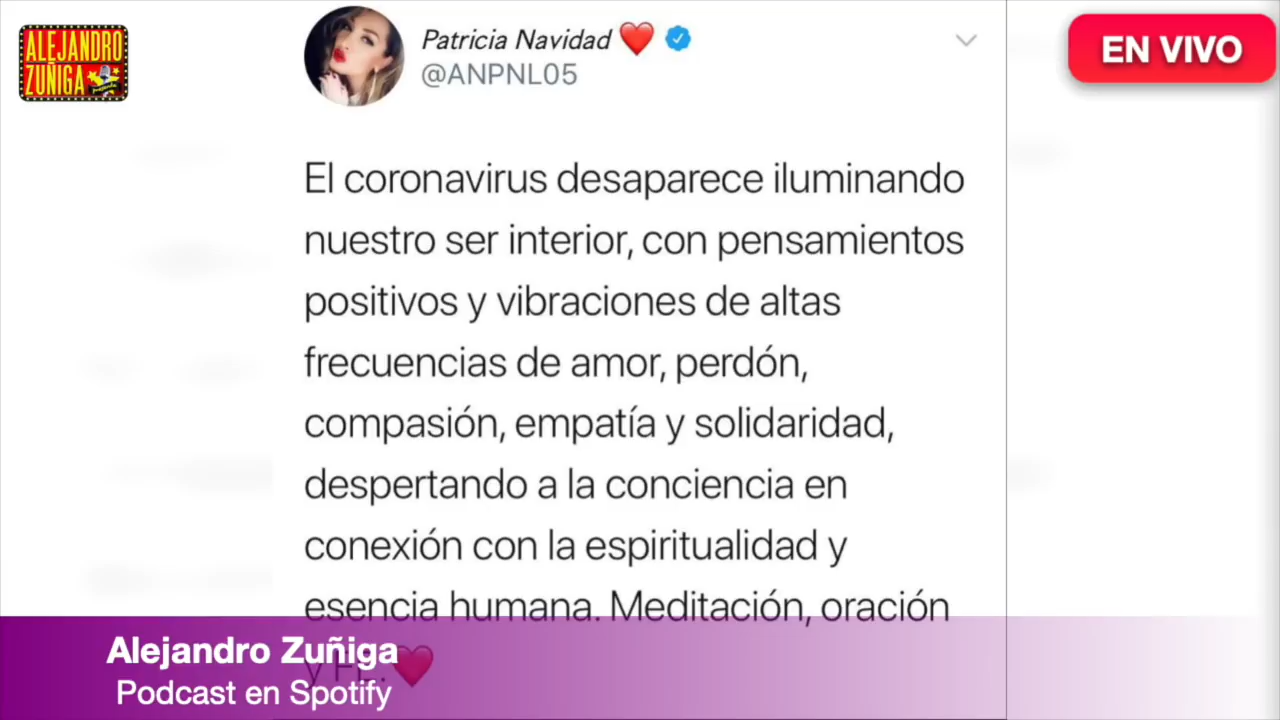 ALEJANDRO
ZUÑIGA
Patricia Navidad ❤️
@ANPNL05
EN VIVO
El coronavirus desaparece iluminando
nuestro ser interior, con pensamientos
positivos y vibraciones de altas
frecuencias de amor, perdón,
compasión, empatía y solidaridad,
despertando a la conciencia en
conexión con la espiritualidad y
esencia humana. Meditación, oración
y FE. ❤️
Alejandro Zuñiga
Podcast en Spotify